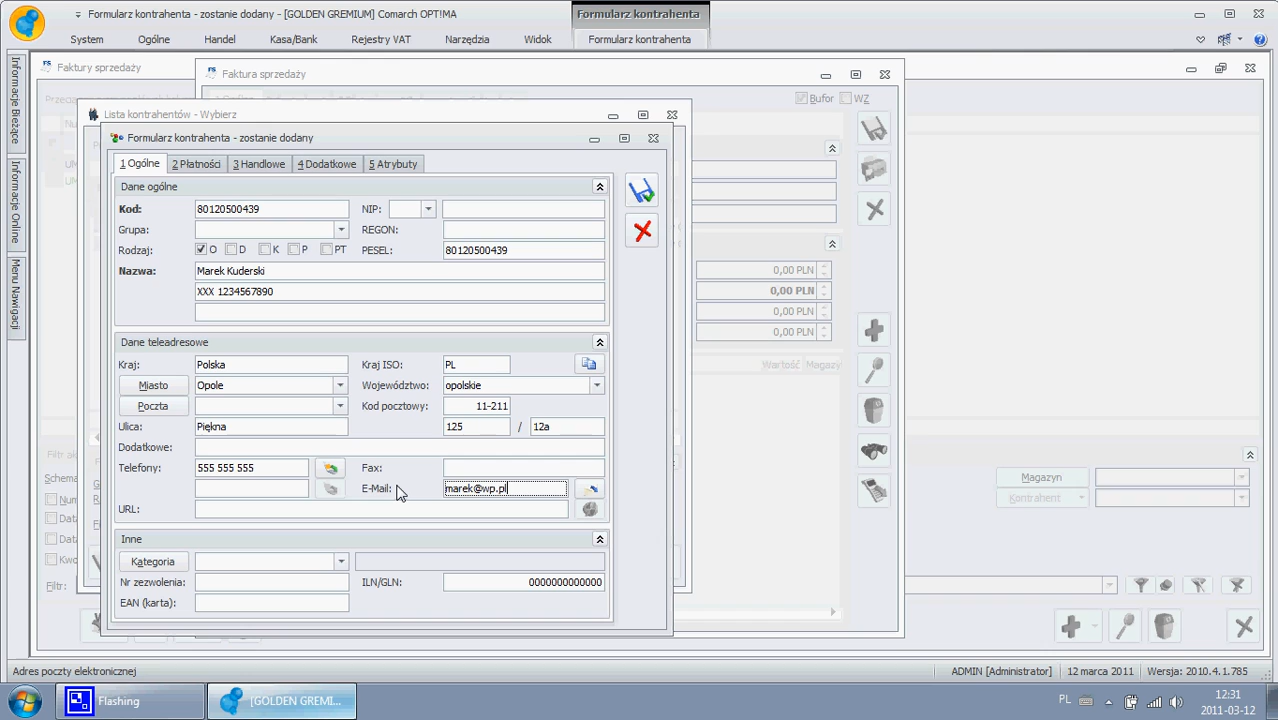 Formularz kontrahenta - zostanie dodany - [GOLDEN GREMIUM] Comarch OPT!MA
Formularz kontrahenta
System Ogólne Handel Kasa/Bank Rejestry VAT Narzędzia Widok Formularz kontrahenta
Informacje Bieżące
Informacje Online
Menu Nawigacji
Faktury sprzedaży
Faktura sprzedaży
Bufor WZ
Lista kontrahentów - Wybierz
Formularz kontrahenta - zostanie dodany
1 Ogólne 2 Płatności 3 Handlowe 4 Dodatkowe 5 Atrybuty
Dane ogólne
Kod: 80120500439 NIP:
Grupa: REGON:
Rodzaj: O D K P PT PESEL: 80120500439
Nazwa: Marek Kuderski
XXX 1234567890
Dane teleadresowe
Kraj: Polska Kraj ISO: PL
Miasto Opole Województwo: opolskie
Poczta Kod pocztowy: 11-211
Ulica: Piękna 125 / 12a
Dodatkowe:
Telefony: 555 555 555 Fax:
E-Mail: marek@wp.pl
URL:
Inne
Kategoria
Nr zezwolenia: ILN/GLN: 0000000000000
EAN (karta):
0,00 PLN
0,00 PLN
0,00 PLN
0,00 PLN
Wartość Magazy
Filtr:
Magazyn
Kontrahent
Adres poczty elektronicznej
ADMIN [Administrator] 12 marca 2011 Wersja: 2010.4.1.785
Flashing
[GOLDEN GREMI...
PL
12:31
2011-03-12